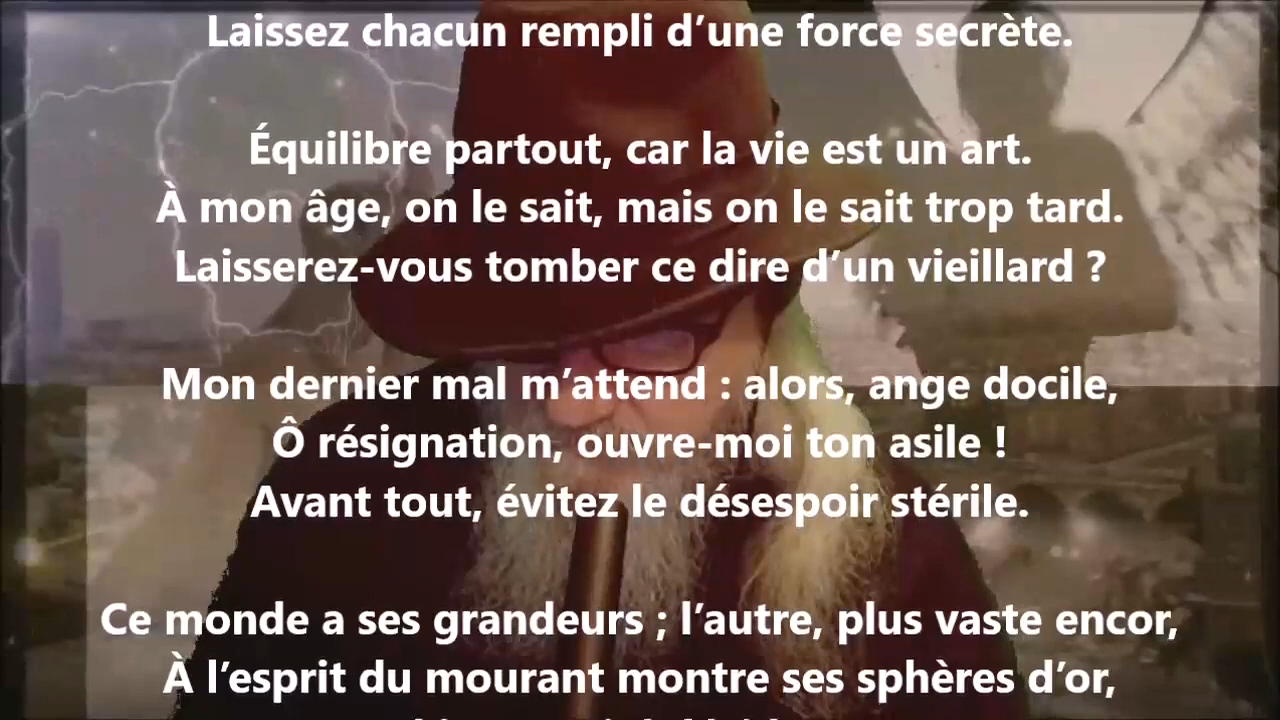 Laissez chacun rempli d’une force secrète.
Équilibre partout, car la vie est un art.
À mon âge, on le sait, mais on le sait trop tard.
Laisserez-vous tomber ce dire d’un vieillard ?
Mon dernier mal m’attend : alors, ange docile,
Ô résignation, ouvre-moi ton asile !
Avant tout, évitez le désespoir stérile.
Ce monde a ses grandeurs ; l’autre, plus vaste encor,
À l’esprit du mourant montre ses sphères d’or,